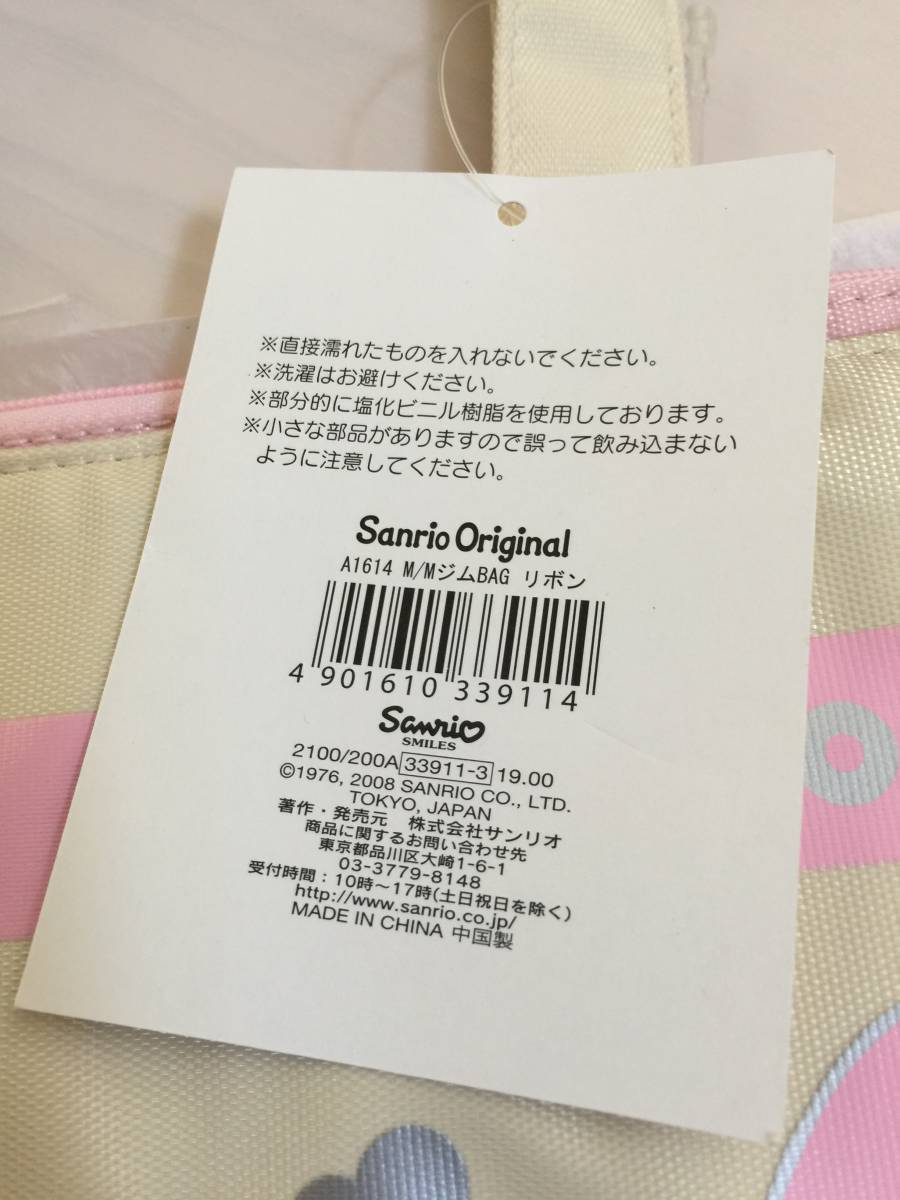 ※直接濡れたものを入れないでください。
※洗濯はお避けください。
※部分的に塩化ビニル樹脂を使用しております。
※小さな部品がありますので誤って飲み込まない
ように注意してください。
Sanrio Original
A1614 M/MジムBAG リボン
4 901610 339114
Sanrio
SMILES
2100/200A 33911-3 19.00
©1976, 2008 SANRIO CO., LTD.
TOKYO, JAPAN
著作・発売元 株式会社サンリオ
商品に関するお問い合わせ先
東京都品川区大崎1-6-1
03-3779-8148
受付時間：10時～17時(土日祝日を除く)
http://www.sanrio.co.jp/
MADE IN CHINA 中国製